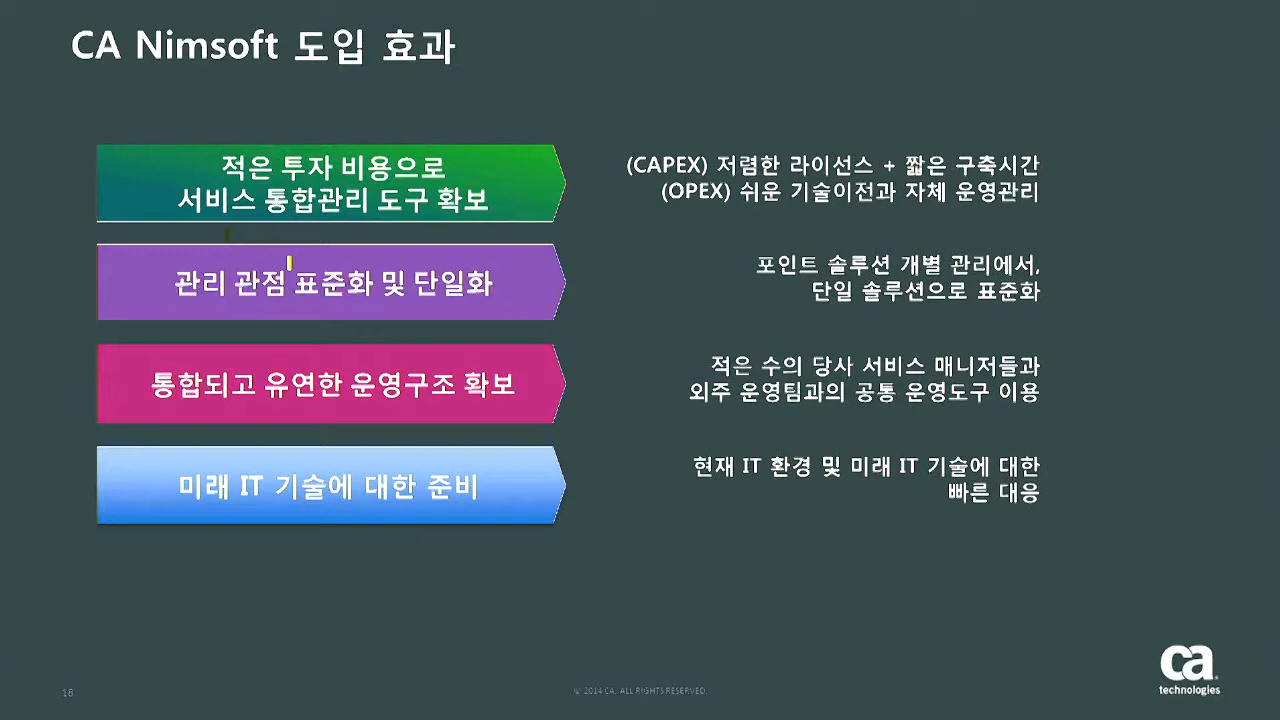 CA Nimsoft 도입 효과
적은 투자 비용으로
서비스 통합관리 도구 확보
(CAPEX) 저렴한 라이선스 + 짧은 구축시간
(OPEX) 쉬운 기술이전과 자체 운영관리
관리 관점 표준화 및 단일화
포인트 솔루션 개별 관리에서,
단일 솔루션으로 표준화
통합되고 유연한 운영구조 확보
적은 수의 당사 서비스 매니저들과
외주 운영팀과의 공통 운영도구 이용
미래 IT 기술에 대한 준비
현재 IT 환경 및 미래 IT 기술에 대한
빠른 대응
18
© 2014 CA. ALL RIGHTS RESERVED.
ca
technologies